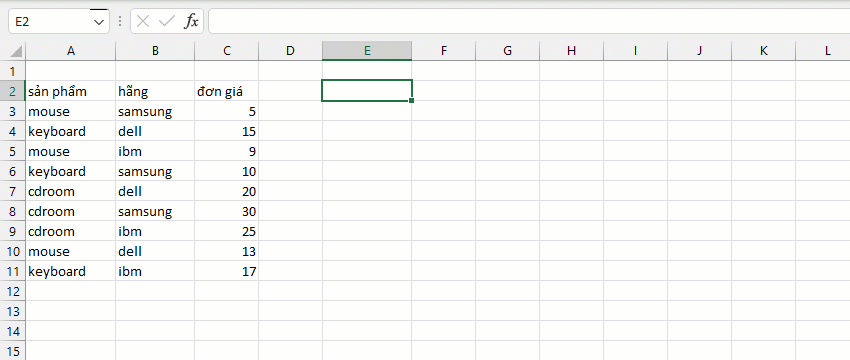 E2 fx
A B C D E F G H I J K L
1
2 sản phẩm hãng đơn giá
3 mouse samsung 5
4 keyboard dell 15
5 mouse ibm 9
6 keyboard samsung 10
7 cdroom dell 20
8 cdroom samsung 30
9 cdroom ibm 25
10 mouse dell 13
11 keyboard ibm 17
12
13
14
15